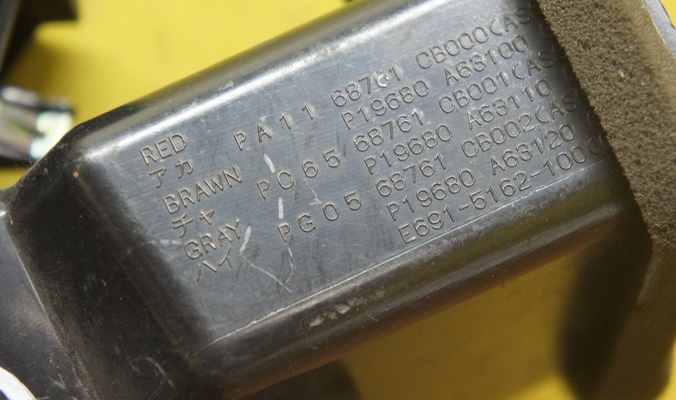 RED PA11 68761 CB000(AS
アカ P19680 A68100
BRAWN PC65 68761 CB001(AS
チャ P19680 A68110
GRAY PG05 68761 CB002(AS
ハイ P19680 A68120
E691-5162-100